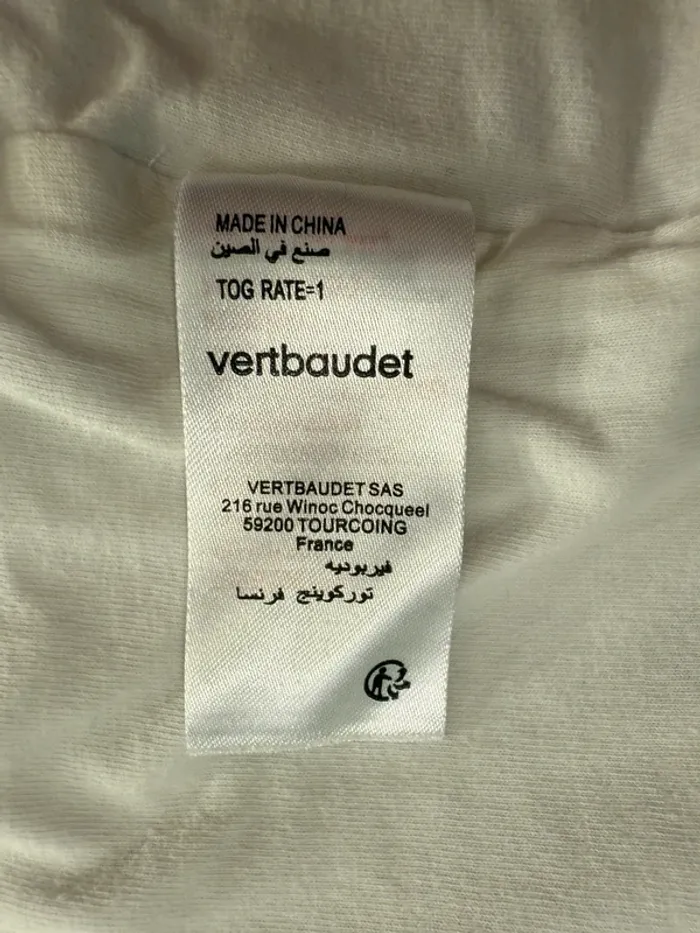 MADE IN CHINA
صنع في الصين
TOG RATE=1
vertbaudet
VERTBAUDET SAS
216 rue Winoc Chocqueel
59200 TOURCOING
France
فيربوديه
توركوينج فرنسا